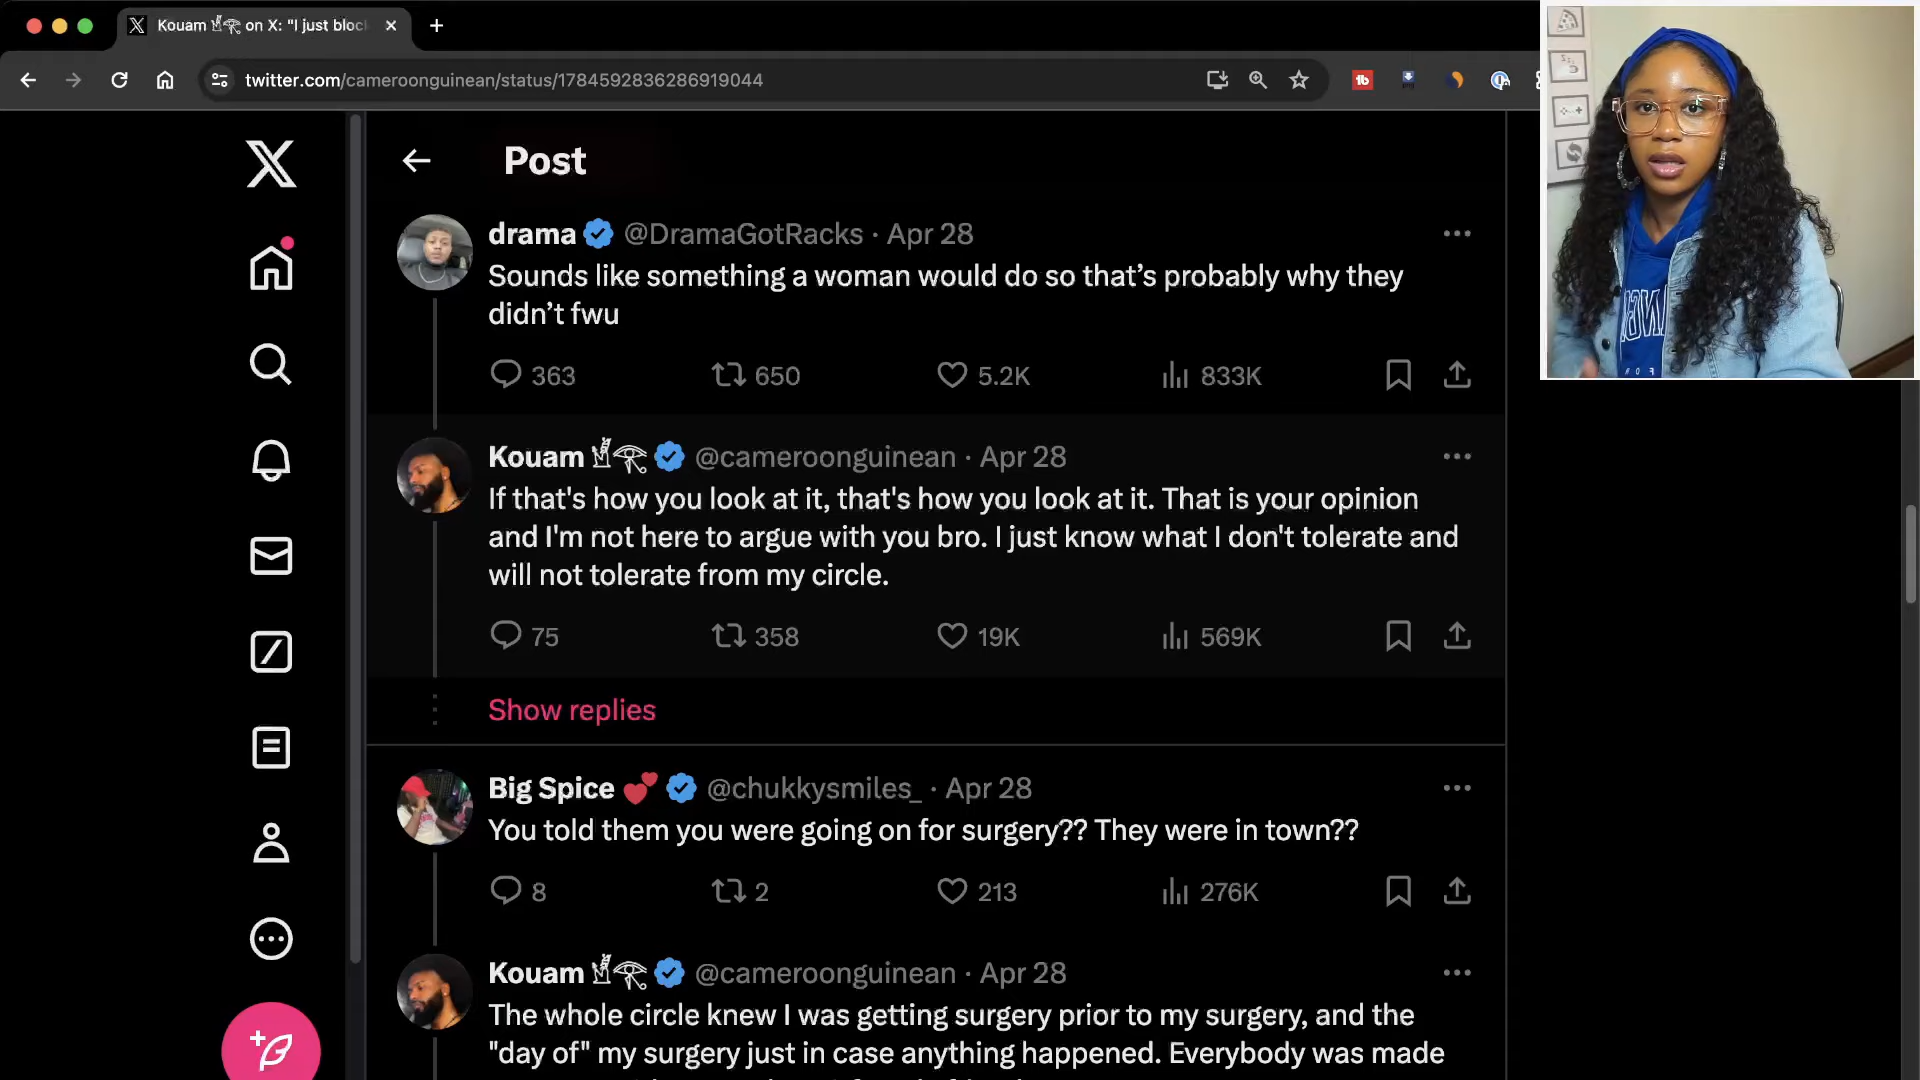 Kouam on X: "I just bloc
twitter.com/cameroonguinean/status/1784592836286919044
Post
drama @DramaGotRacks · Apr 28
Sounds like something a woman would do so that’s probably why they
didn’t fwu
363 650 5.2K 833K
Kouam @cameroonguinean · Apr 28
If that's how you look at it, that's how you look at it. That is your opinion
and I'm not here to argue with you bro. I just know what I don't tolerate and
will not tolerate from my circle.
75 358 19K 569K
Show replies
Big Spice 💕 @chukkysmiles_ · Apr 28
You told them you were going on for surgery?? They were in town??
8 2 213 276K
Kouam @cameroonguinean · Apr 28
The whole circle knew I was getting surgery prior to my surgery, and the
"day of" my surgery just in case anything happened. Everybody was made